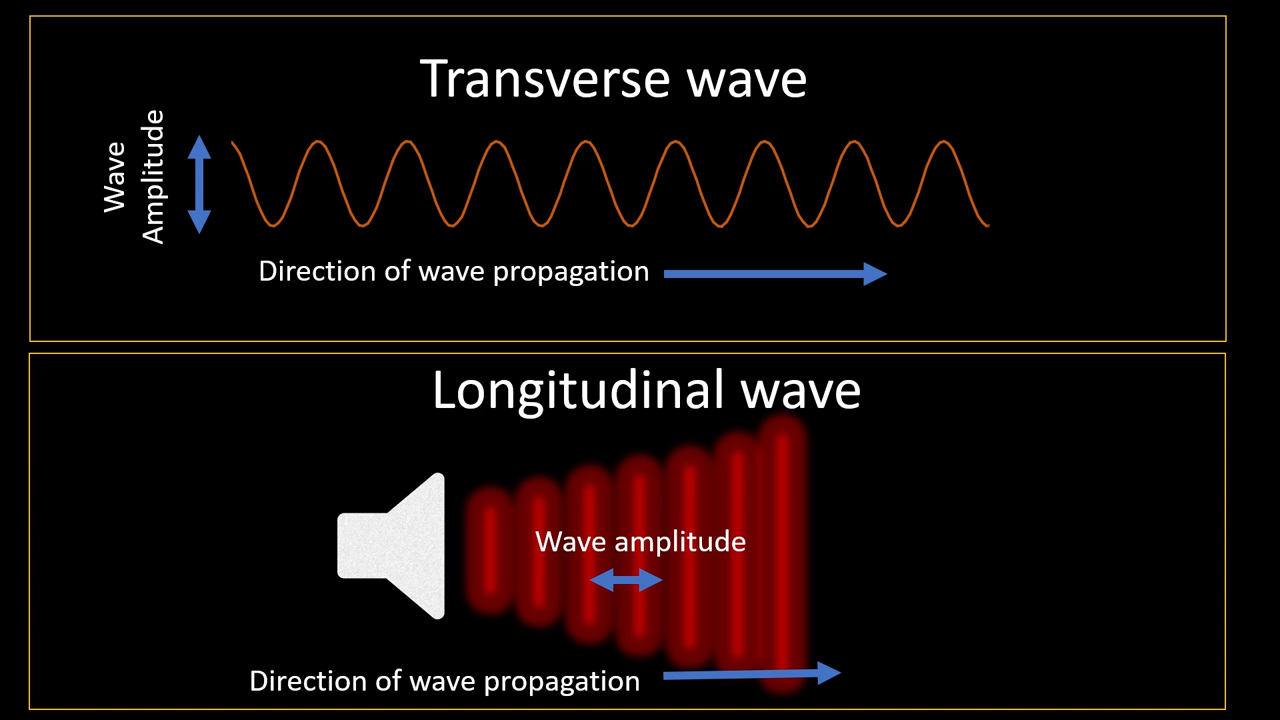 Transverse wave
Wave
Amplitude
Direction of wave propagation
Longitudinal wave
Wave amplitude
Direction of wave propagation